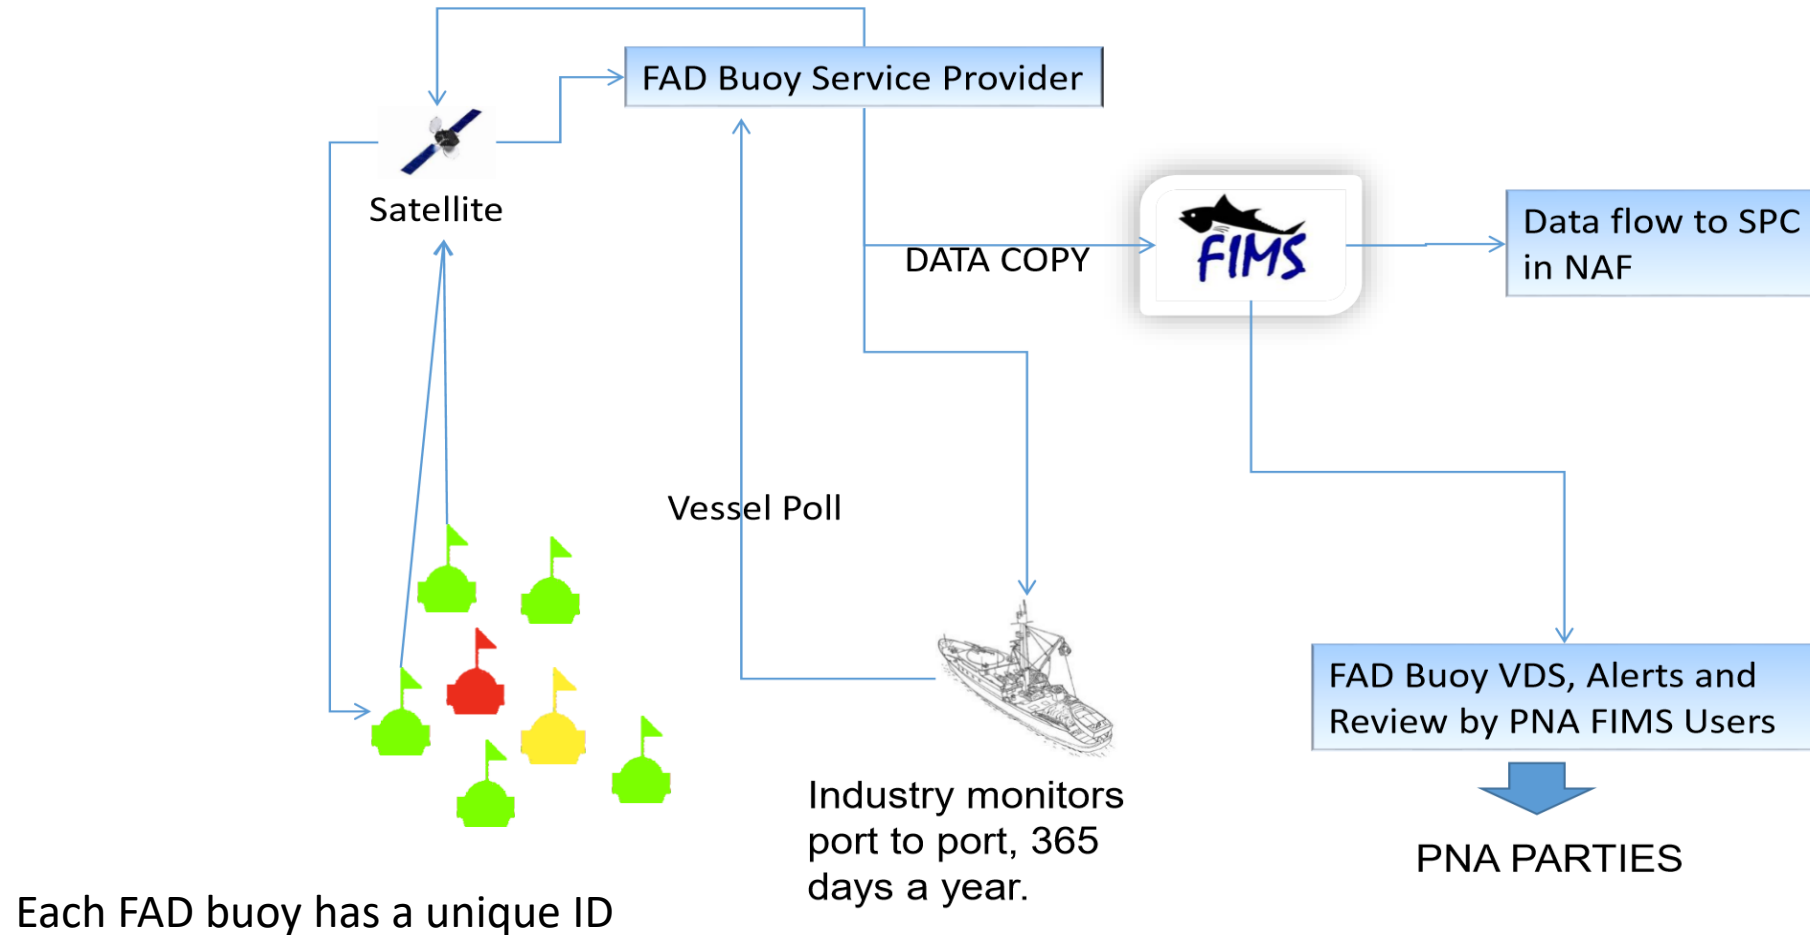 FAD Buoy Service Provider
Satellite
DATA COPY
FIMS
Data flow to SPC
in NAF
Vessel Poll
FAD Buoy VDS, Alerts and
Review by PNA FIMS Users
Industry monitors
port to port, 365
days a year.
PNA PARTIES
Each FAD buoy has a unique ID